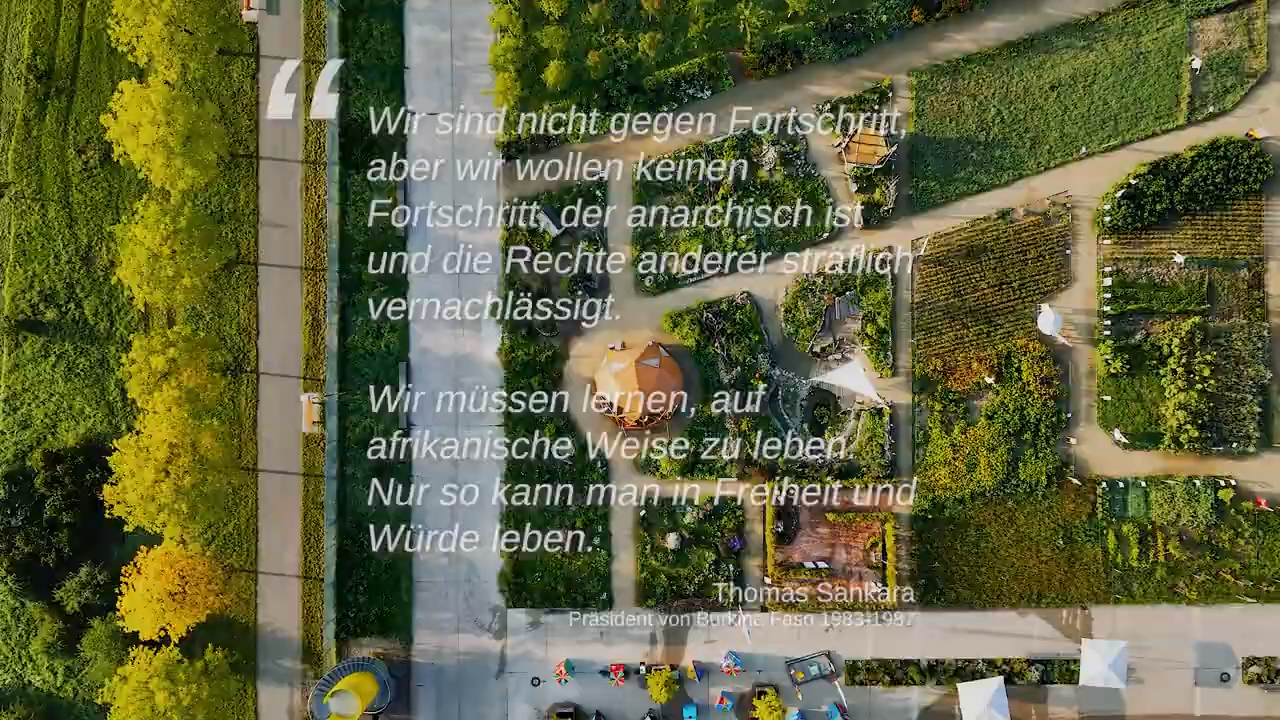 “
Wir sind nicht gegen Fortschritt,
aber wir wollen keinen
Fortschritt, der anarchisch ist
und die Rechte anderer sträflich
vernachlässigt.
Wir müssen lernen, auf
afrikanische Weise zu leben.
Nur so kann man in Freiheit und
Würde leben.
Thomas Sankara
Präsident von Burkina Faso 1983-1987